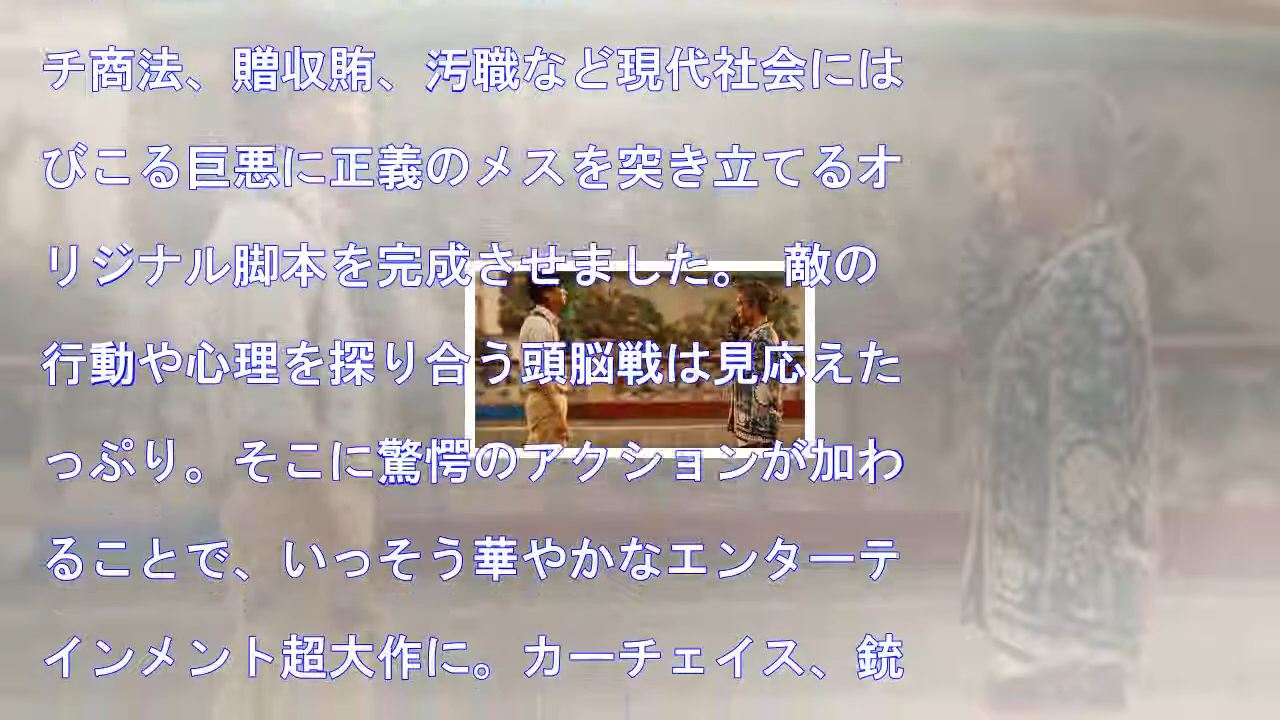 チ商法、贈収賄、汚職など現代社会には
びこる巨悪に正義のメスを突き立てるオ
リジナル脚本を完成させました。 敵の
行動や心理を探り合う頭脳戦は見応えた
っぷり。そこに驚愕のアクションが加わ
ることで、いっそう華やかなエンターテ
インメント超大作に。カーチェイス、銃